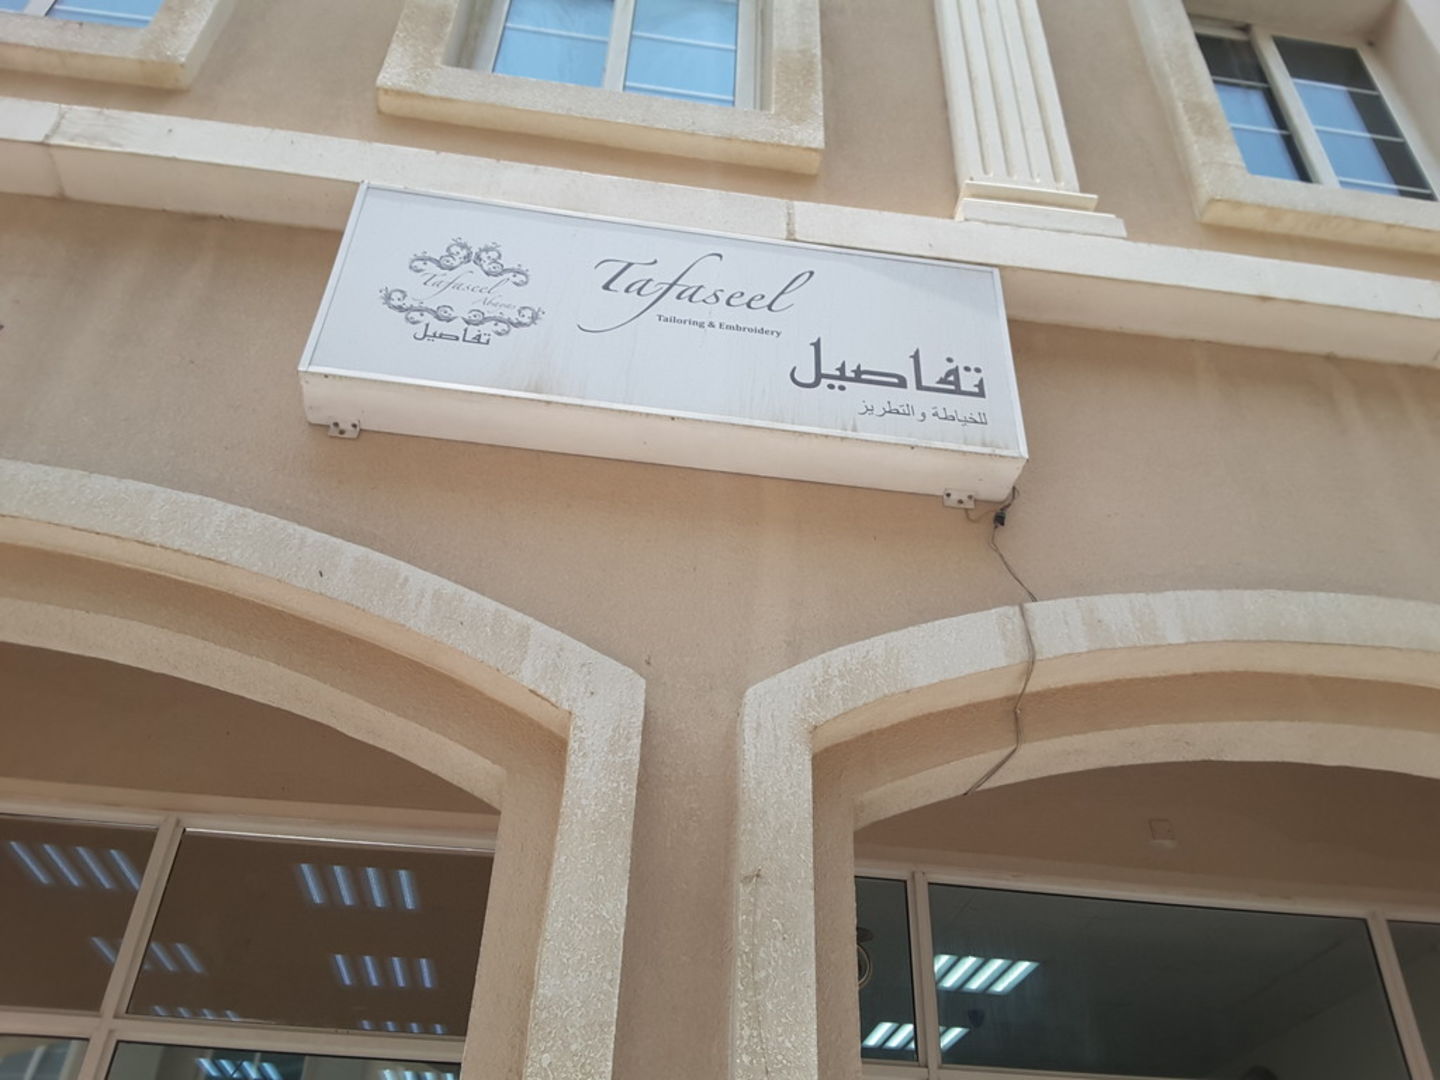 Tafaseel
Abayas
تفاصيل
Tafaseel
Tailoring & Embroidery
تفاصيل
للخياطة والتطريز